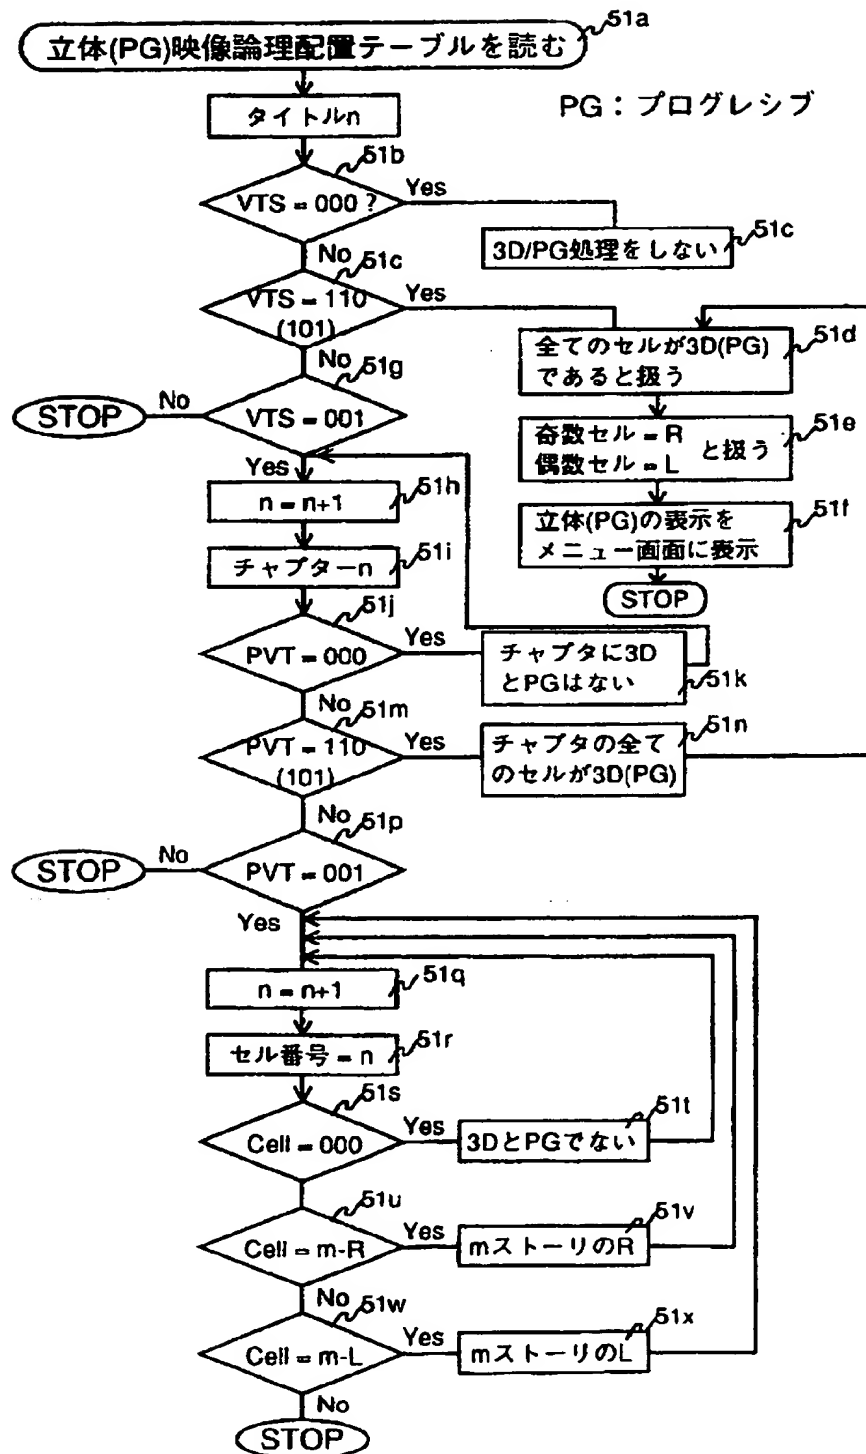 立体(PG)映像論理配置テーブルを読む
51a
タイトルn
PG：プログレシブ
51b
VTS = 000 ?
Yes
3D/PG処理をしない
51c
No
51c
VTS = 110
(101)
Yes
全てのセルが3D(PG)
であると扱う
51d
No
51g
VTS = 001
No
STOP
奇数セル = R
偶数セル = L
と扱う
51e
Yes
n = n+1
51h
立体(PG)の表示を
メニュー画面に表示
51f
チャプターn
51i
STOP
51j
PVT = 000
Yes
チャプタに3D
とPGはない
51k
No
51m
PVT = 110
(101)
Yes
チャプタの全て
のセルが3D(PG)
51n
No
51p
PVT = 001
No
STOP
Yes
n = n+1
51q
セル番号 = n
51r
51s
Cell = 000
Yes
3DとPGでない
51t
51u
Cell = m-R
Yes
mストーリのR
51v
No
51w
Cell = m-L
Yes
mストーリのL
51x
No
STOP